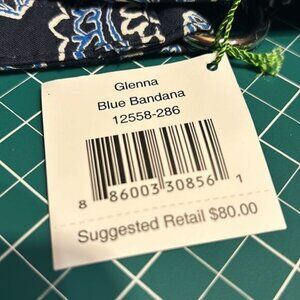 Glenna
Blue Bandana
12558-286
8 86003 30856 1
Suggested Retail $80.00